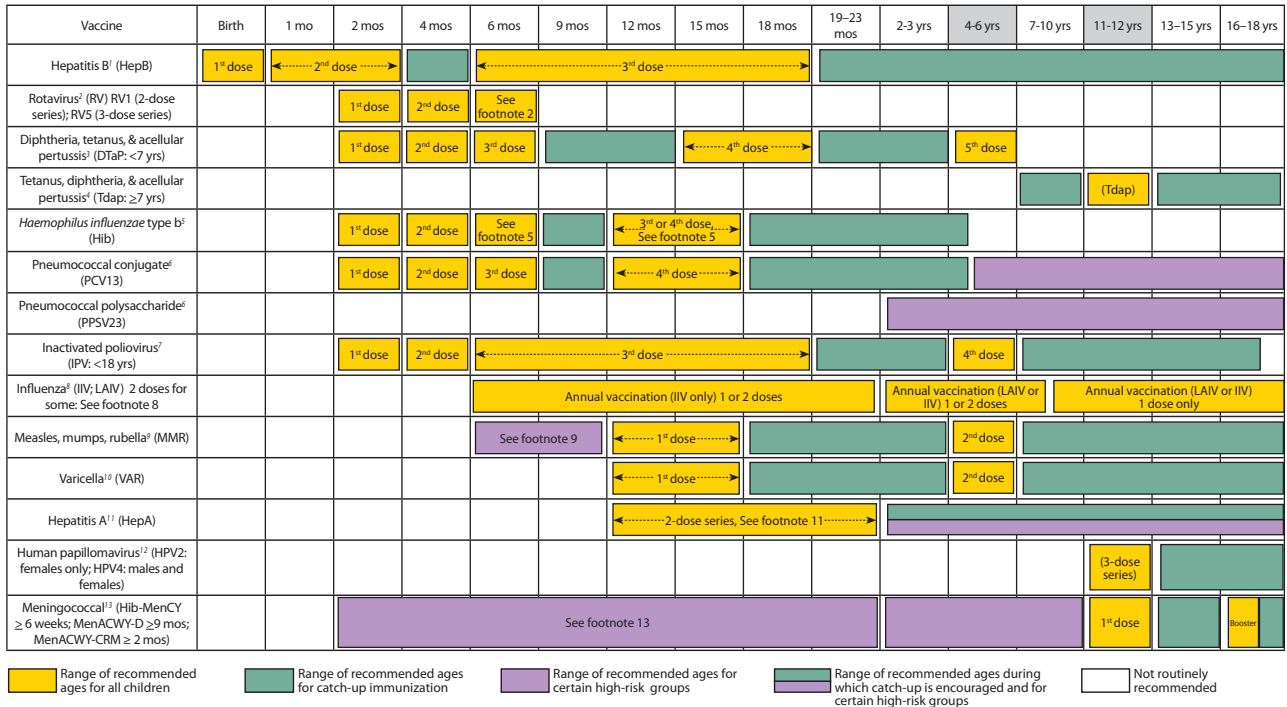 Vaccine Birth 1 mo 2 mos 4 mos 6 mos 9 mos 12 mos 15 mos 18 mos 19–23 mos 2-3 yrs 4-6 yrs 7-10 yrs 11-12 yrs 13–15 yrs 16–18 yrs
Hepatitis B1 (HepB) 1st dose 2nd dose 3rd dose
Rotavirus2 (RV) RV1 (2-dose
series); RV5 (3-dose series)
1st dose 2nd dose See
footnote 2
Diphtheria, tetanus, & acellular
pertussis3 (DTaP: <7 yrs)
1st dose 2nd dose 3rd dose 4th dose 5th dose
Tetanus, diphtheria, & acellular
pertussis4 (Tdap: ≥7 yrs)
(Tdap)
Haemophilus influenzae type b5
(Hib)
1st dose 2nd dose See
footnote 5
3rd or 4th dose,
See footnote 5
Pneumococcal conjugate6
(PCV13)
1st dose 2nd dose 3rd dose 4th dose
Pneumococcal polysaccharide6
(PPSV23)
Inactivated poliovirus7
(IPV: <18 yrs)
1st dose 2nd dose 3rd dose 4th dose
Influenza8 (IIV; LAIV) 2 doses for
some: See footnote 8
Annual vaccination (IIV only) 1 or 2 doses
Annual vaccination (LAIV or
IIV) 1 or 2 doses
Annual vaccination (LAIV or IIV)
1 dose only
Measles, mumps, rubella9 (MMR) See footnote 9 1st dose 2nd dose
Varicella10 (VAR) 1st dose 2nd dose
Hepatitis A11 (HepA) 2-dose series, See footnote 11
Human papillomavirus12 (HPV2:
females only; HPV4: males and
females)
(3-dose
series)
Meningococcal13 (Hib-MenCY
≥ 6 weeks; MenACWY-D ≥9 mos;
MenACWY-CRM ≥ 2 mos)
See footnote 13 1st dose Booster
Range of recommended
ages for all children
Range of recommended ages
for catch-up immunization
Range of recommended ages for
certain high-risk groups
Range of recommended ages during
which catch-up is encouraged and for
certain high-risk groups
Not routinely
recommended